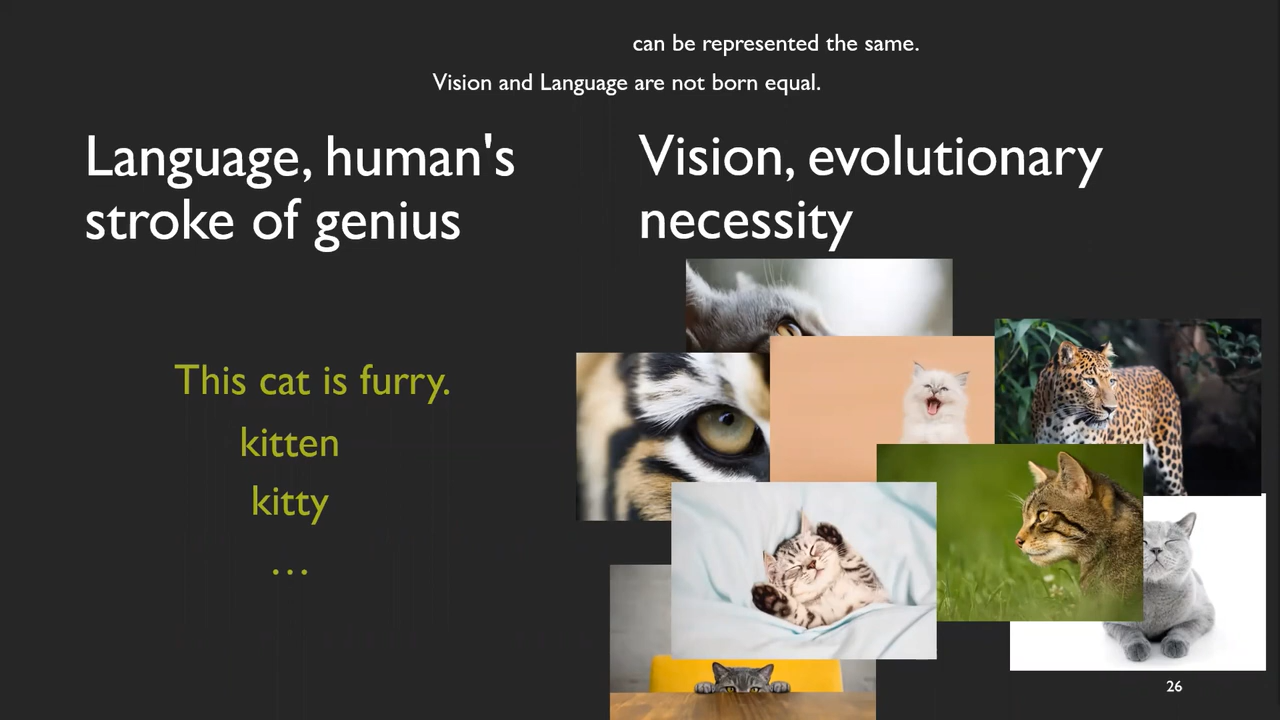 can be represented the same.
Vision and Language are not born equal.
Language, human's
stroke of genius
Vision, evolutionary
necessity
This cat is furry.
kitten
kitty
…
26